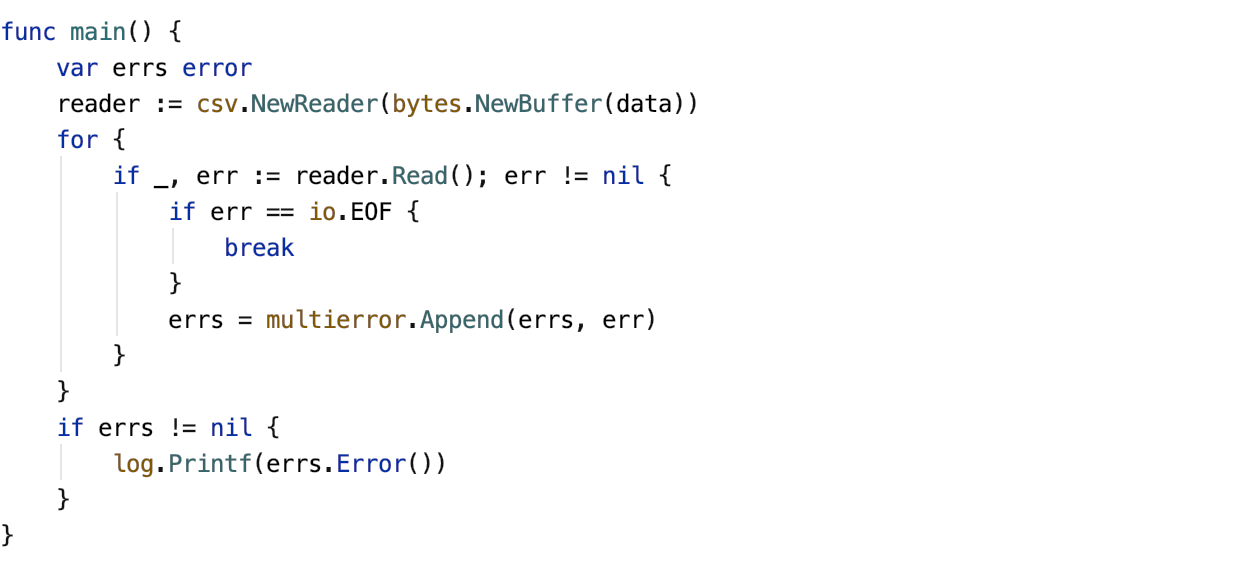 func main() {
    var errs error
    reader := csv.NewReader(bytes.NewBuffer(data))
    for {
        if _, err := reader.Read(); err != nil {
            if err == io.EOF {
                break
            }
            errs = multierror.Append(errs, err)
        }
    }
    if errs != nil {
        log.Printf(errs.Error())
    }
}